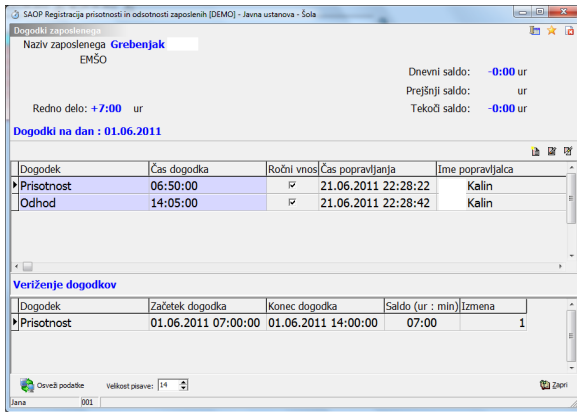 SAOP Registracija prisotnosti in odsotnosti zaposlenih [DEMO] - Javna ustanova - Šola
Dogodki zaposlenega
Naziv zaposlenega Grebenjak
EMŠO
Dnevni saldo: -0:00 ur
Prejšnji saldo: ur
Redno delo: +7:00 ur Tekoči saldo: -0:00 ur
Dogodki na dan : 01.06.2011
Dogodek Čas dogodka Ročni vnos Čas popravljanja Ime popravljalca
Prisotnost 06:50:00 21.06.2011 22:28:22 Kalin
Odhod 14:05:00 21.06.2011 22:28:42 Kalin
Veriženje dogodkov
Dogodek Začetek dogodka Konec dogodka Saldo (ur : min) Izmena
Prisotnost 01.06.2011 07:00:00 01.06.2011 14:00:00 07:00 1
Osveži podatke Velikost pisave: 14 Zapri
Jana 001